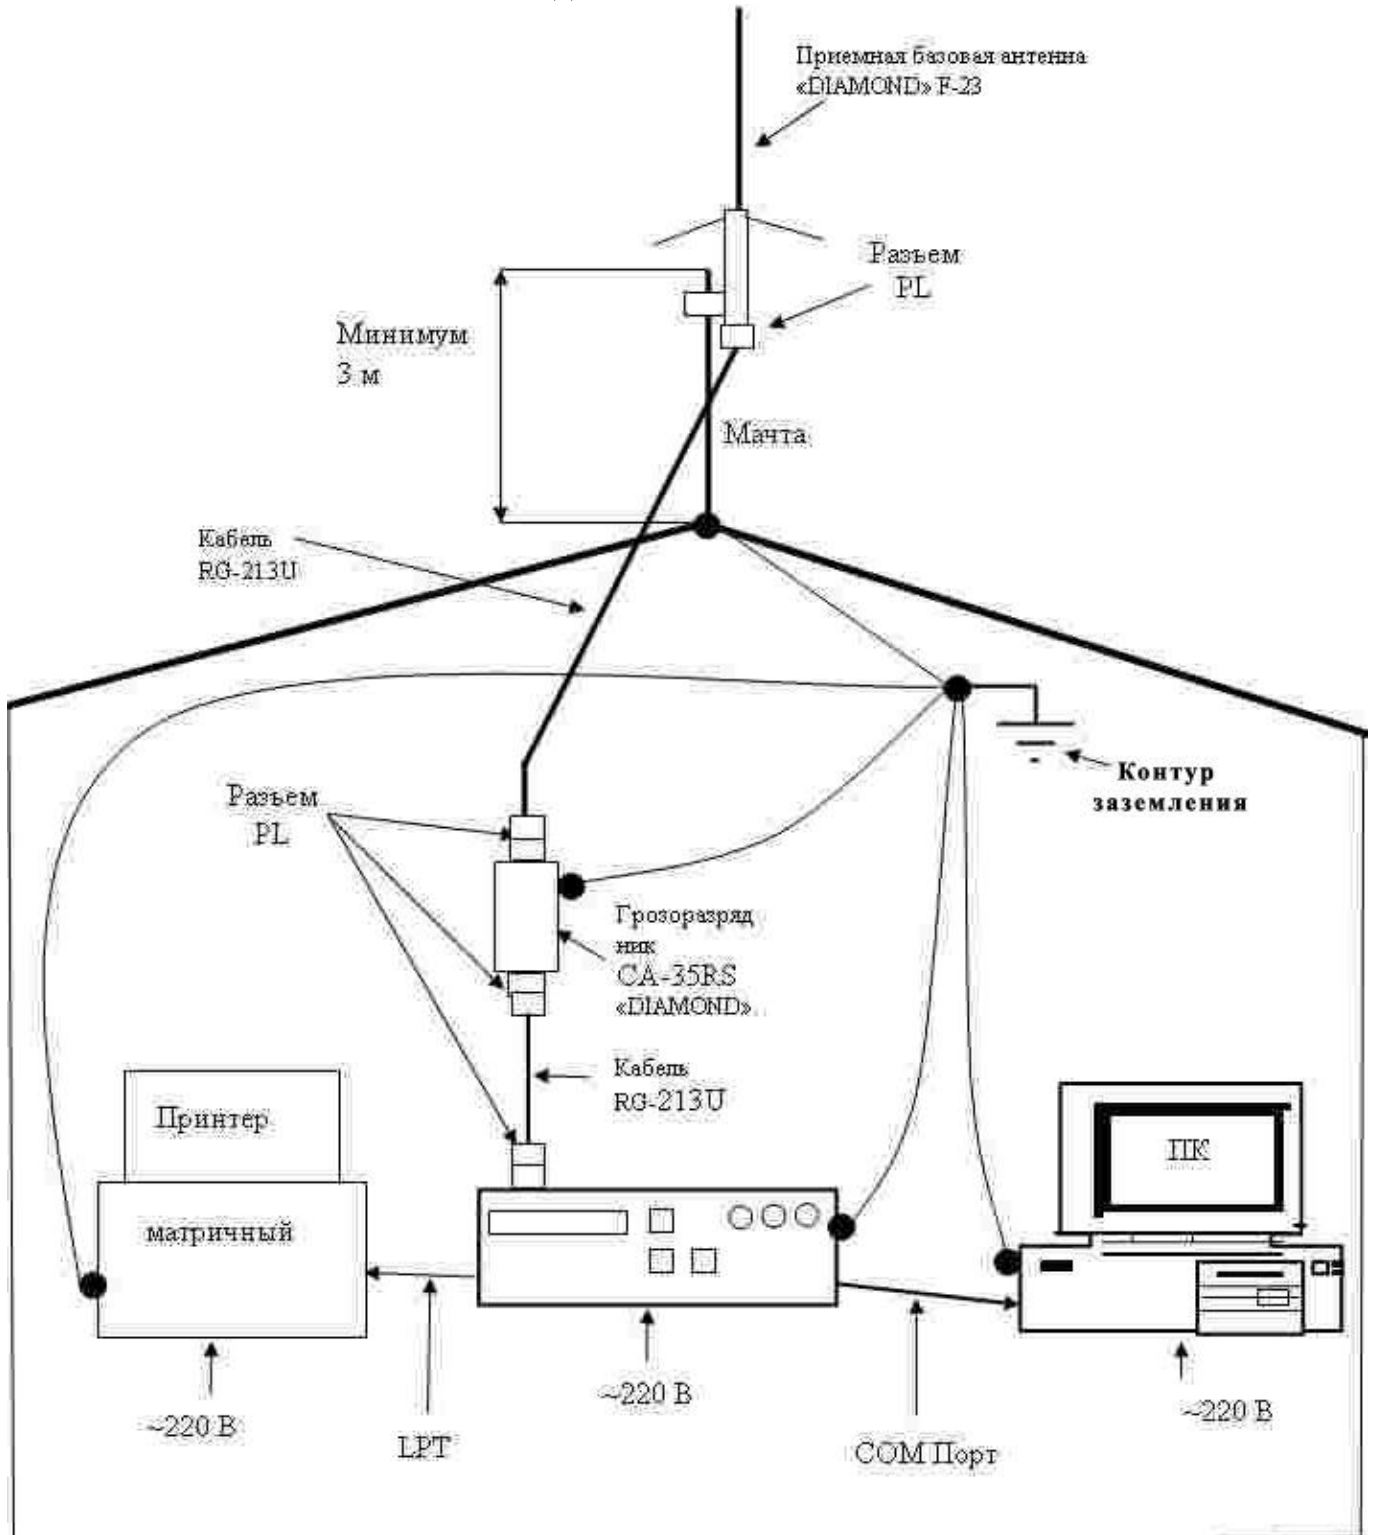 Приемная базовая антенна
«DIAMOND» F-23
Разъем
PL
Минимум
3 м
Мачта
Кабель
RG-213U
Контур
заземления
Разъем
PL
Грозоразряд
ник
CA-35RS
«DIAMOND»
Кабель
RG-213U
Принтер
матричный
ПК
~220 В
LPT
~220 В
COM Порт
~220 В